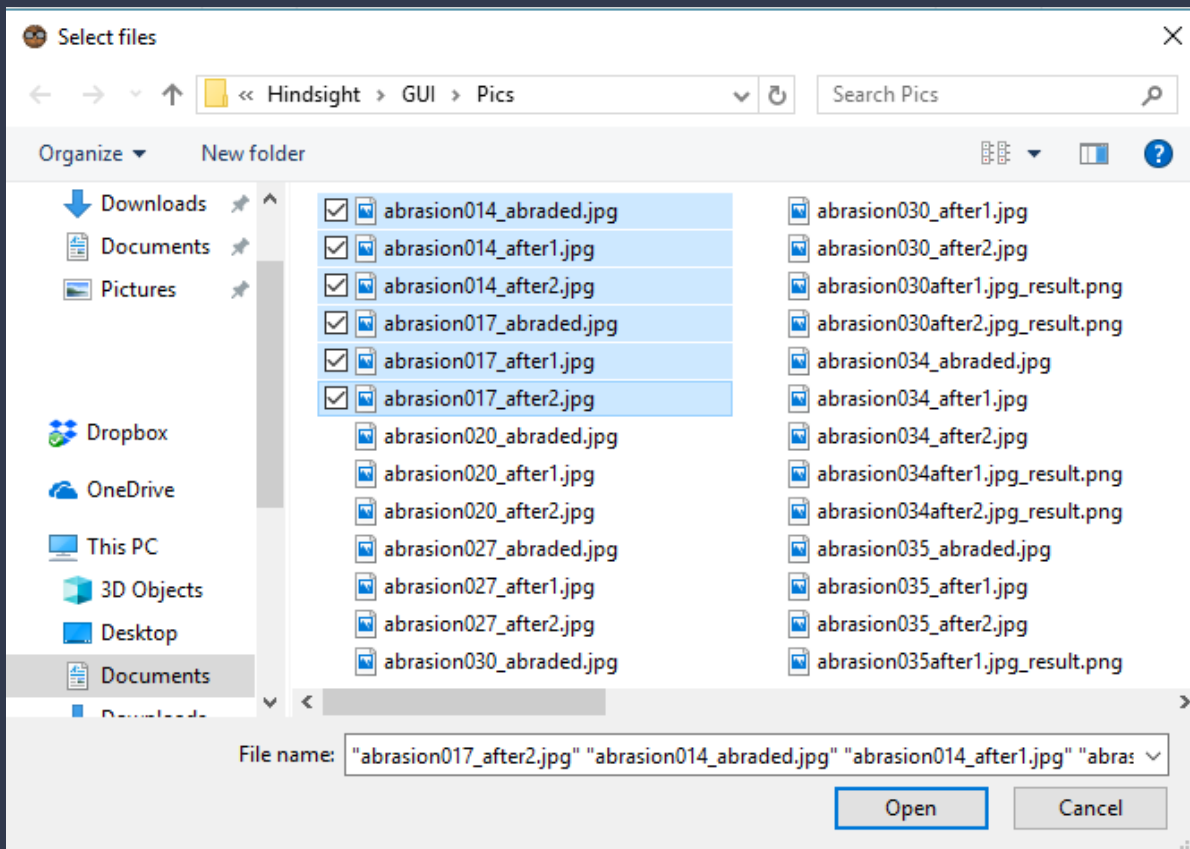 Select files
« Hindsight > GUI > Pics
Search Pics
Organize
New folder
Downloads
Documents
Pictures
Dropbox
OneDrive
This PC
3D Objects
Desktop
Documents
Downloads
abrasion014_abraded.jpg
abrasion014_after1.jpg
abrasion014_after2.jpg
abrasion017_abraded.jpg
abrasion017_after1.jpg
abrasion017_after2.jpg
abrasion020_abraded.jpg
abrasion020_after1.jpg
abrasion020_after2.jpg
abrasion027_abraded.jpg
abrasion027_after1.jpg
abrasion027_after2.jpg
abrasion030_abraded.jpg
abrasion030_after1.jpg
abrasion030_after2.jpg
abrasion030after1.jpg_result.png
abrasion030after2.jpg_result.png
abrasion034_abraded.jpg
abrasion034_after1.jpg
abrasion034_after2.jpg
abrasion034after1.jpg_result.png
abrasion034after2.jpg_result.png
abrasion035_abraded.jpg
abrasion035_after1.jpg
abrasion035_after2.jpg
abrasion035after1.jpg_result.png
File name: "abrasion017_after2.jpg" "abrasion014_abraded.jpg" "abrasion014_after1.jpg" "abras
Open
Cancel